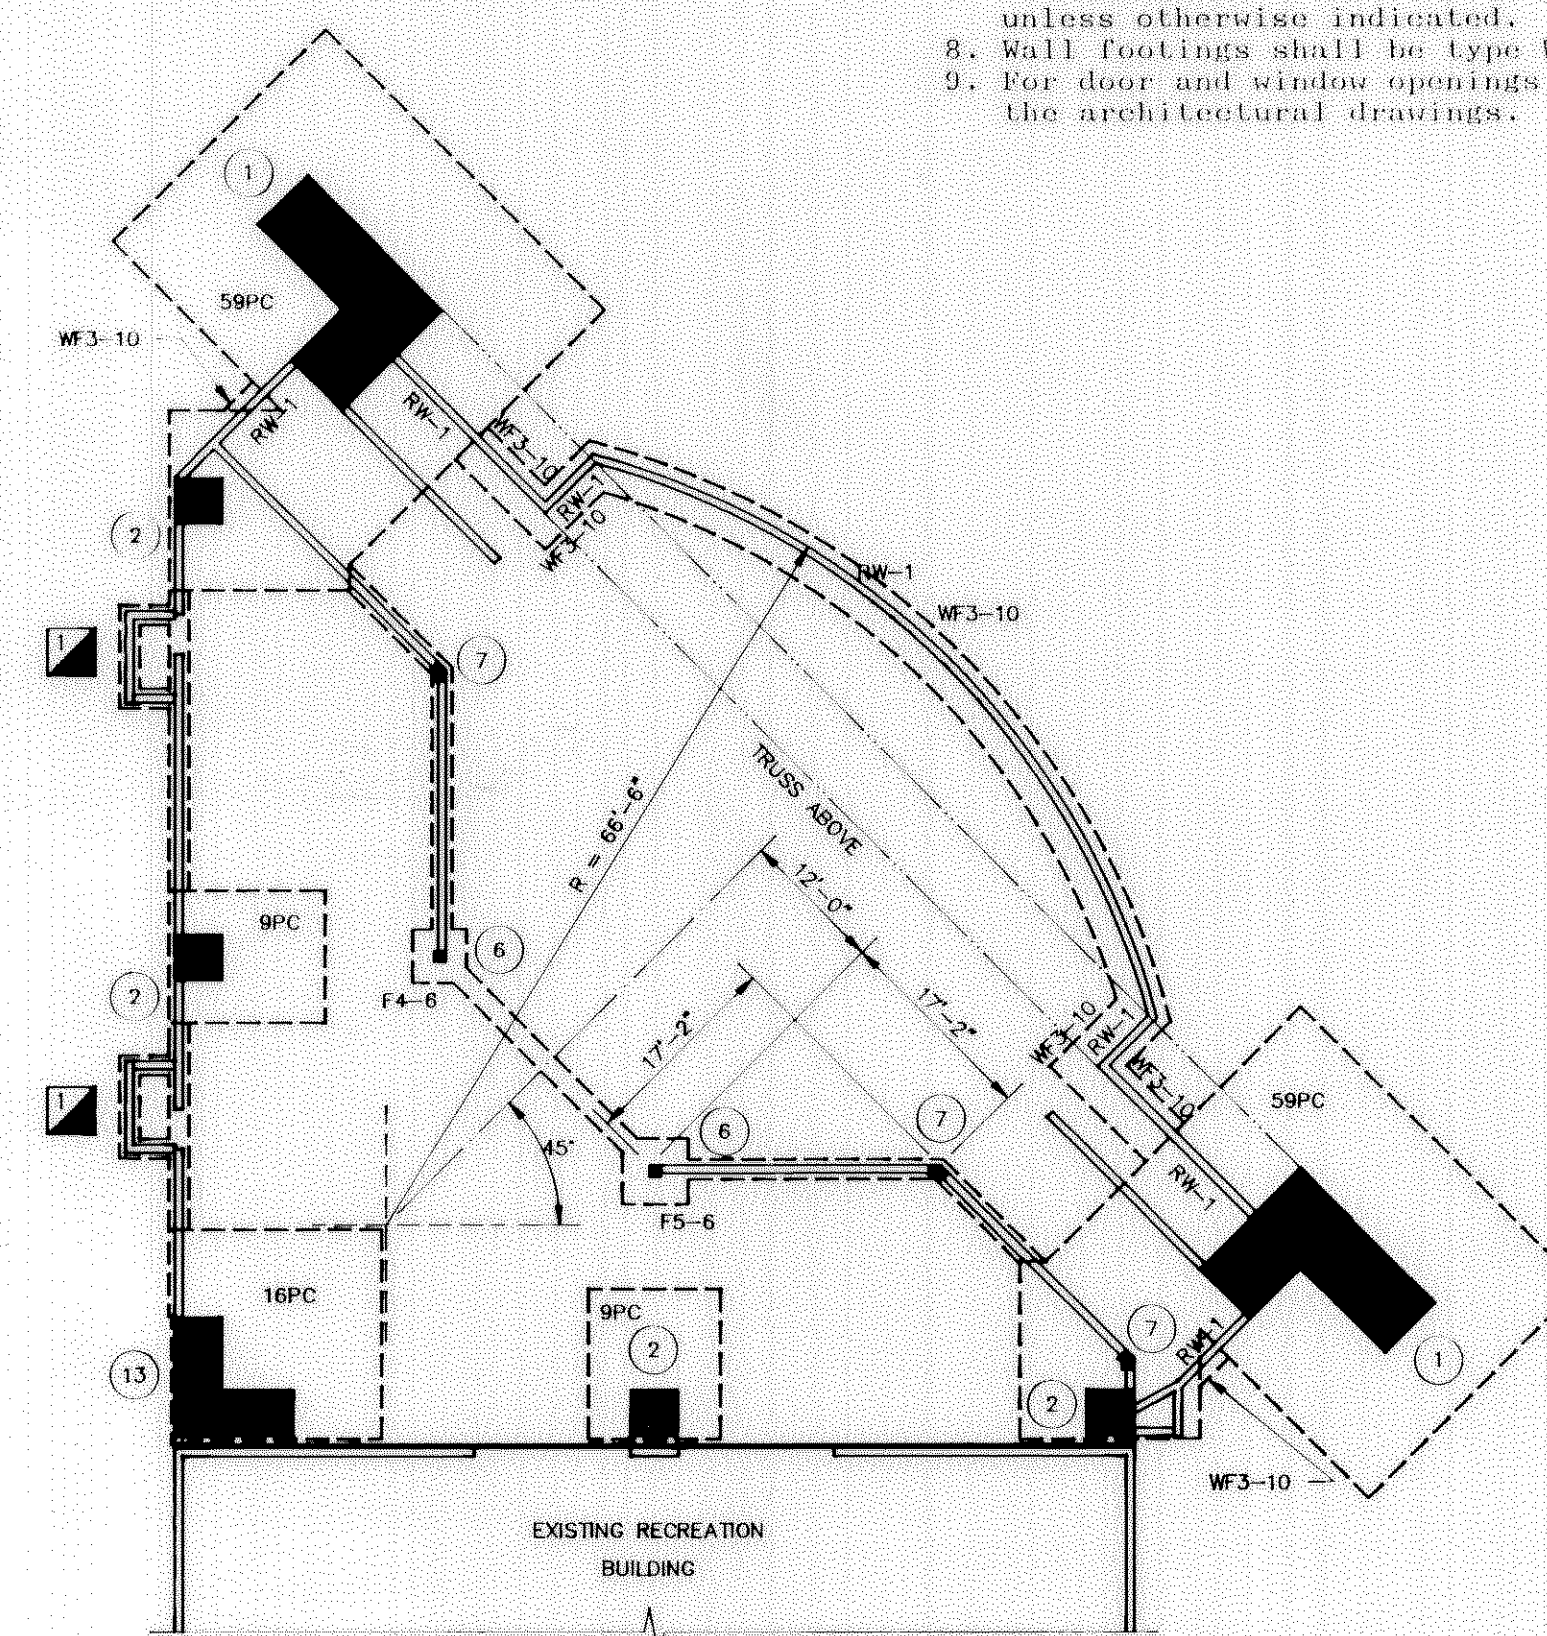 unless otherwise indicated.
8. Wall footings shall be type
9. For door and window openings
the architectural drawings.
1
59PC
WF3-10
RW-1
RW-1
WF3-10
RW-1
WF3-10
2
RW-1
WF3-10
1
7
TRUSS ABOVE
R = 66'-6"
12'-0"
9PC
6
2
F4-6
17'-2"
17'-2"
WF3-10
RW-1
WF3-10
59PC
1
6
7
45°
RW-1
F5-6
16PC
9PC
2
7
RW-1
1
13
2
WF3-10
EXISTING RECREATION
BUILDING